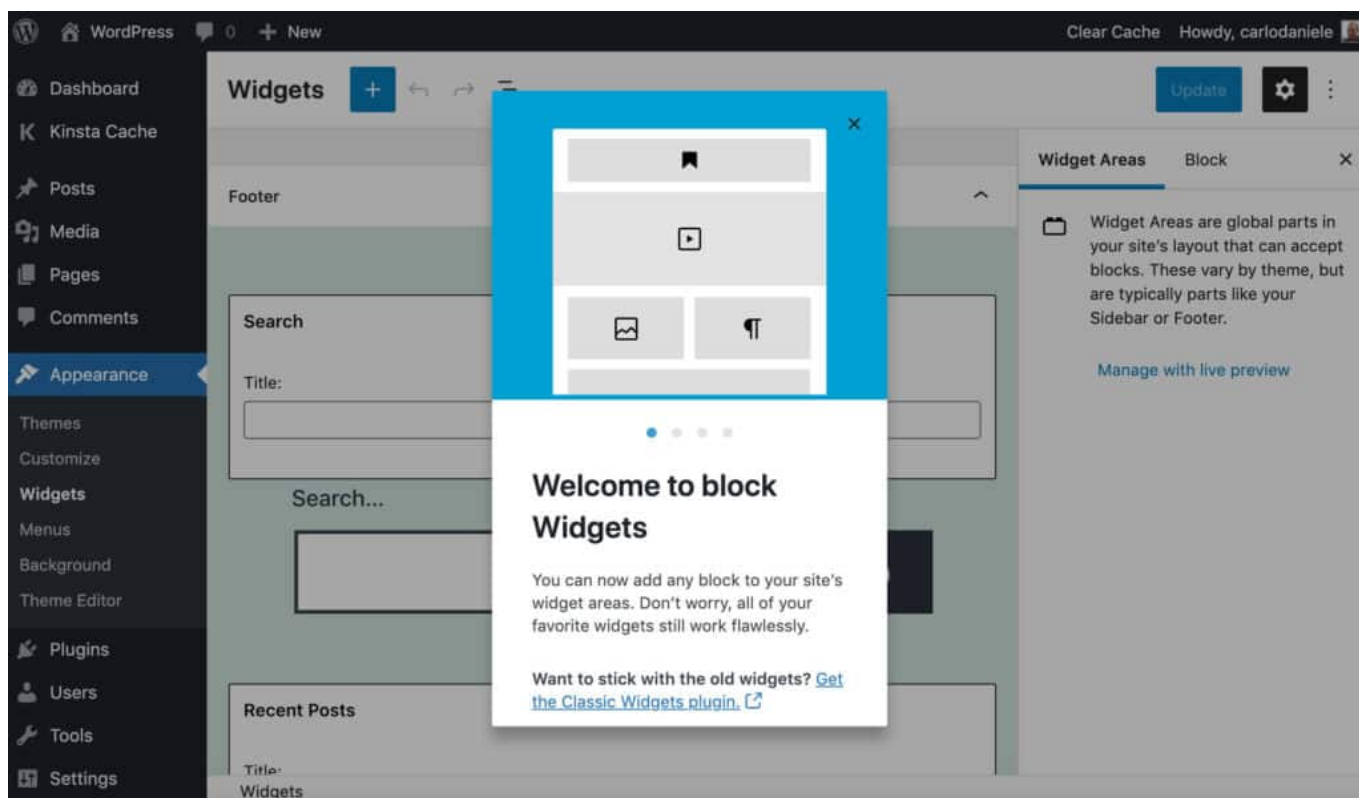 WordPress 0 New Clear Cache Howdy, carlodaniele
Dashboard
Kinsta Cache
Posts
Media
Pages
Comments
Appearance
Themes
Customize
Widgets
Menus
Background
Theme Editor
Plugins
Users
Tools
Settings
Widgets
Update
Footer
Search
Title:
Search...
Recent Posts
Title:
Widgets
Welcome to block
Widgets
You can now add any block to your site's
widget areas. Don't worry, all of your
favorite widgets still work flawlessly.
Want to stick with the old widgets? Get
the Classic Widgets plugin.
Widget Areas Block
Widget Areas are global parts in
your site's layout that can accept
blocks. These vary by theme, but
are typically parts like your
Sidebar or Footer.
Manage with live preview